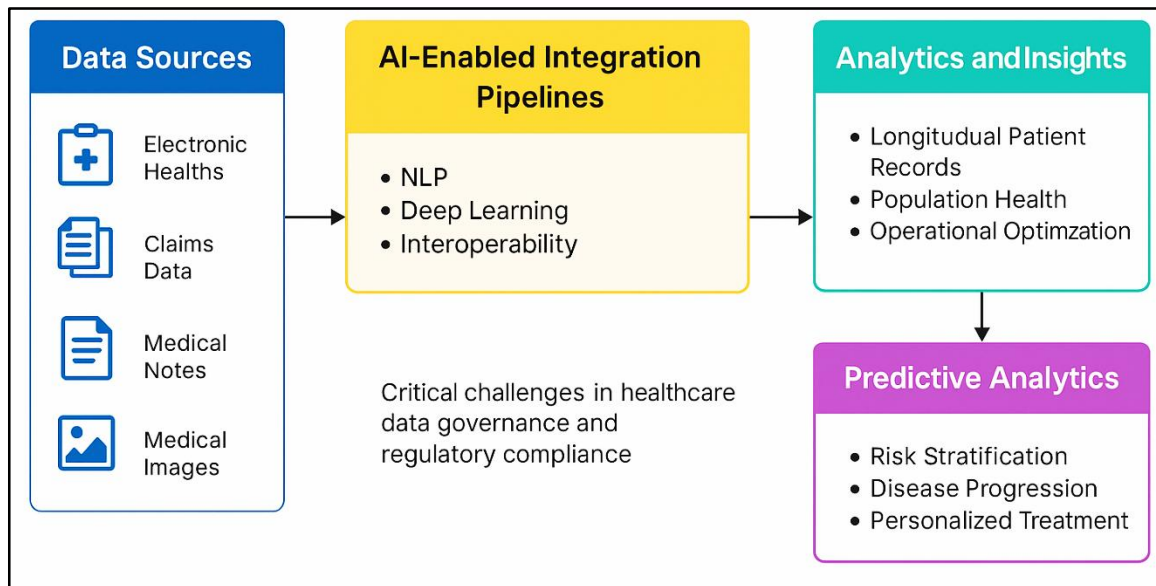 Data Sources
Electronic
Healths
Claims
Data
Medical
Notes
Medical
Images
AI-Enabled Integration
Pipelines
• NLP
• Deep Learning
• Interoperability
Critical challenges in healthcare
data governance and
regulatory compliance
Analytics and Insights
• Longitudual Patient
Records
• Population Health
• Operational Optimzation
Predictive Analytics
• Risk Stratification
• Disease Progression
• Personalized Treatment